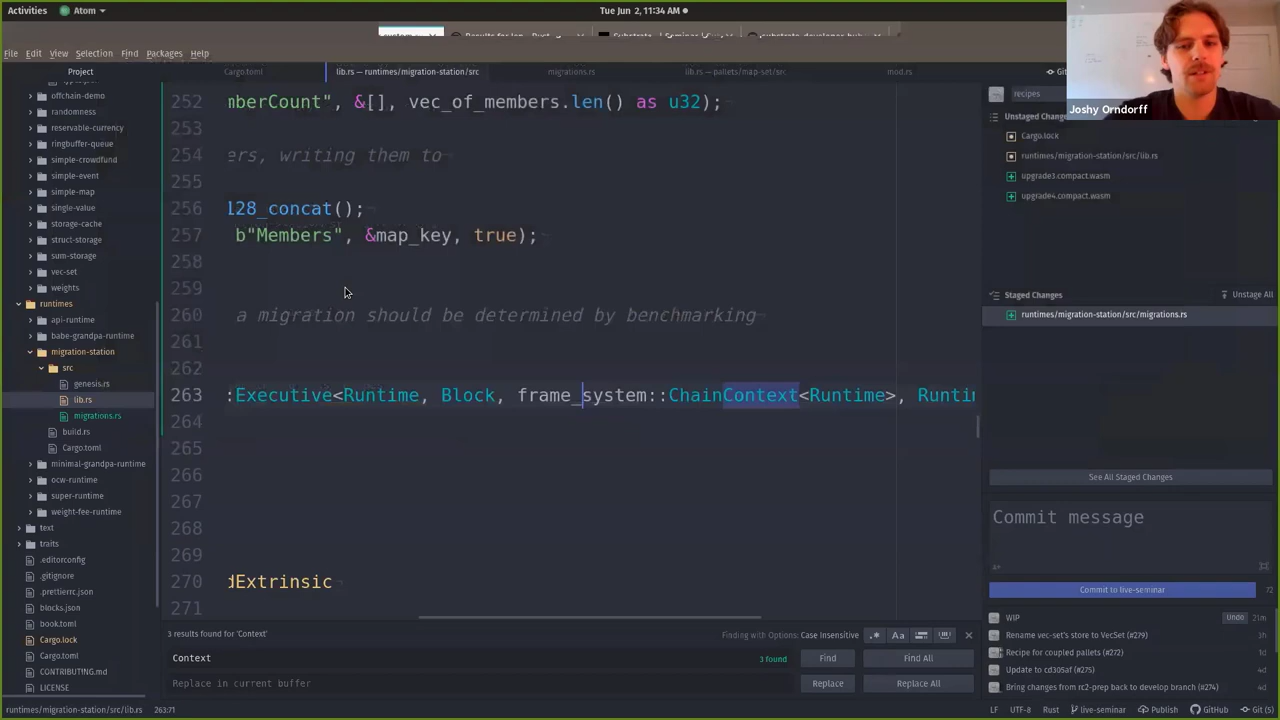 Activities
Atom
Tue Jun 2, 11:34 AM
File Edit View Selection Find Packages Help
Project
Cargo.toml
lib.rs — runtimes/migration-station/src
migrations.rs
lib.rs — pallets/map-set/src
mod.rs
Git
Joshy Orndorff
offchain-demo
randomness
reservable-currency
ringbuffer-queue
simple-crowdfund
simple-event
simple-map
single-value
storage-cache
struct-storage
sum-storage
vec-set
weights
runtimes
api-runtime
babe-grandpa-runtime
migration-station
src
genesis.rs
lib.rs
migrations.rs
build.rs
Cargo.toml
minimal-grandpa-runtime
ocw-runtime
super-runtime
weight-fee-runtime
text
traits
.editorconfig
.gitignore
.prettierrc.json
blocks.json
book.toml
Cargo.lock
Cargo.toml
CONTRIBUTING.md
LICENSE
252 mberCount", &[], vec_of_members.len() as u32);
253
254 ers, writing them to
255
256 128_concat();
257 b"Members", &map_key, true);
258
259
260 a migration should be determined by benchmarking
261
262
263 :Executive<Runtime, Block, frame_system::ChainContext<Runtime>, Runtin
264
265
266
267
268
269
270 dExtrinsic
271
3 results found for 'Context'
Finding with Options: Case Insensitive
.* Aa
Context
3 found
Find
Find All
Replace in current buffer
Replace
Replace All
recipes
Unstaged Chang
Cargo.lock
runtimes/migration-station/src/lib.rs
upgrade3.compact.wasm
upgrade4.compact.wasm
Staged Changes
Unstage All
runtimes/migration-station/src/migrations.rs
See All Staged Changes
Commit message
Commit to live-seminar
72
WIP
Undo
21m
Rename vec-set's store to VecSet (#279)
3h
Recipe for coupled pallets (#272)
1d
Update to cd305af (#275)
4d
Bring changes from rc2-prep back to develop branch (#274)
4d
runtimes/migration-station/src/lib.rs 263:71
LF UTF-8 Rust live-seminar Publish GitHub Git (5)